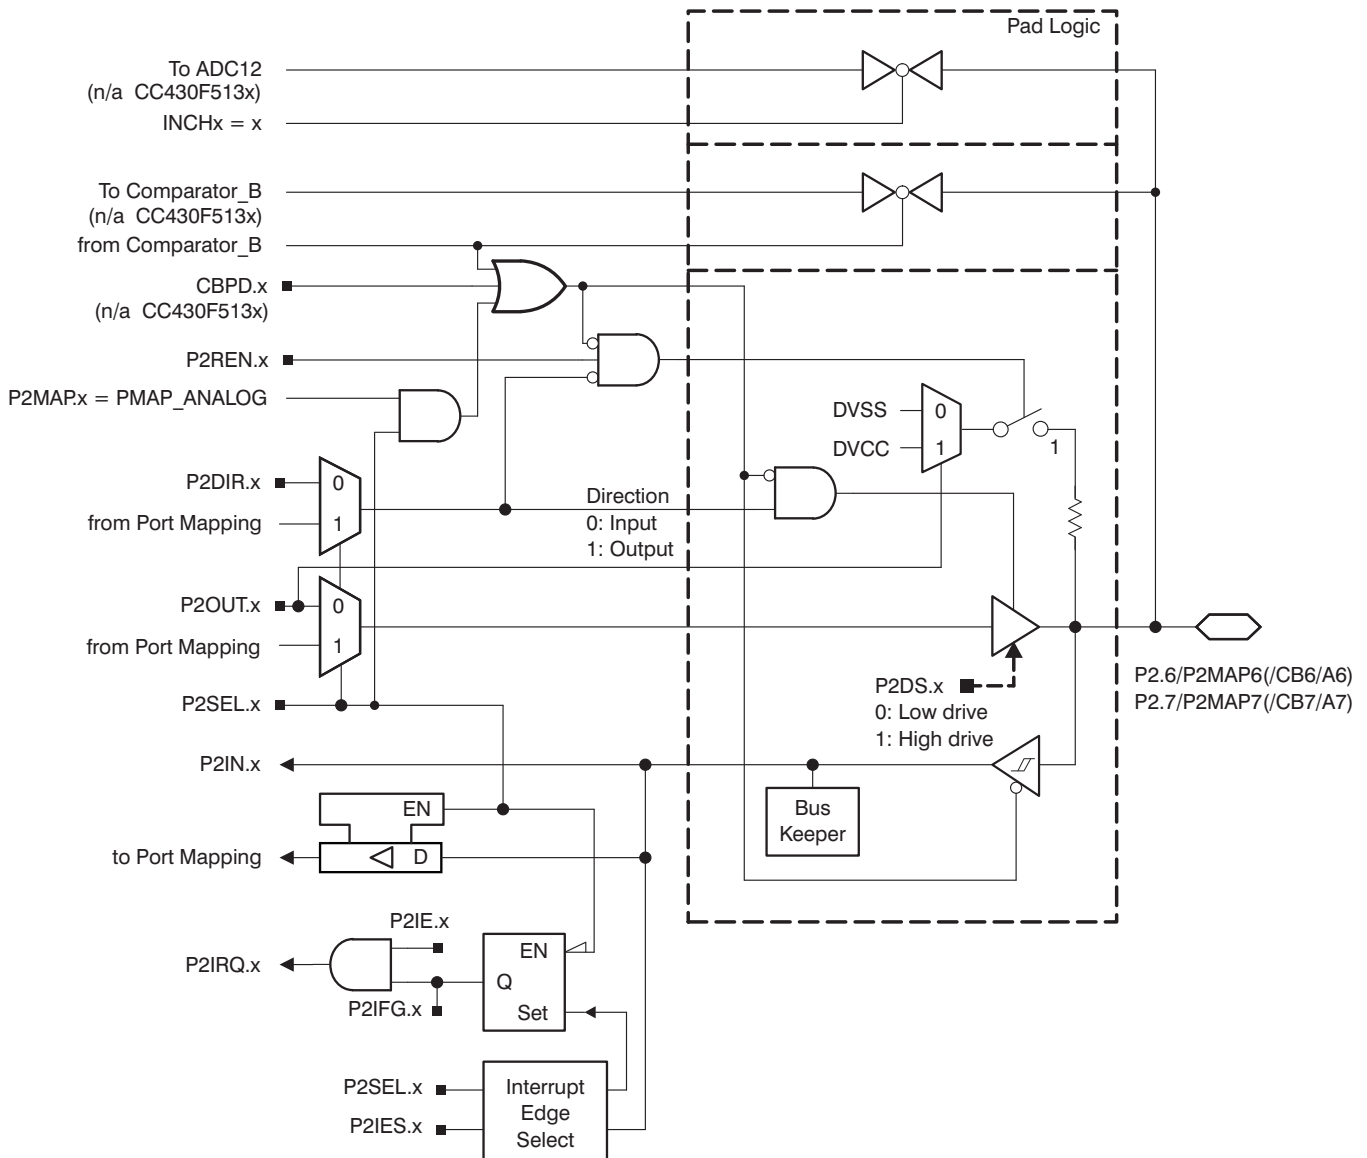 Pad Logic
To ADC12
(n/a CC430F513x)
INCHx = x
To Comparator_B
(n/a CC430F513x)
from Comparator_B
CBPD.x
(n/a CC430F513x)
P2REN.x
P2MAP.x = PMAP_ANALOG
DVSS
0
DVCC
1
1
P2DIR.x
0
from Port Mapping
1
Direction
0: Input
1: Output
P2OUT.x
0
from Port Mapping
1
P2SEL.x
P2DS.x
0: Low drive
1: High drive
P2.6/P2MAP6(/CB6/A6)
P2.7/P2MAP7(/CB7/A7)
P2IN.x
Bus
Keeper
EN
to Port Mapping
D
P2IE.x
P2IRQ.x
EN
Q
P2IFG.x
Set
P2SEL.x
P2IES.x
Interrupt
Edge
Select